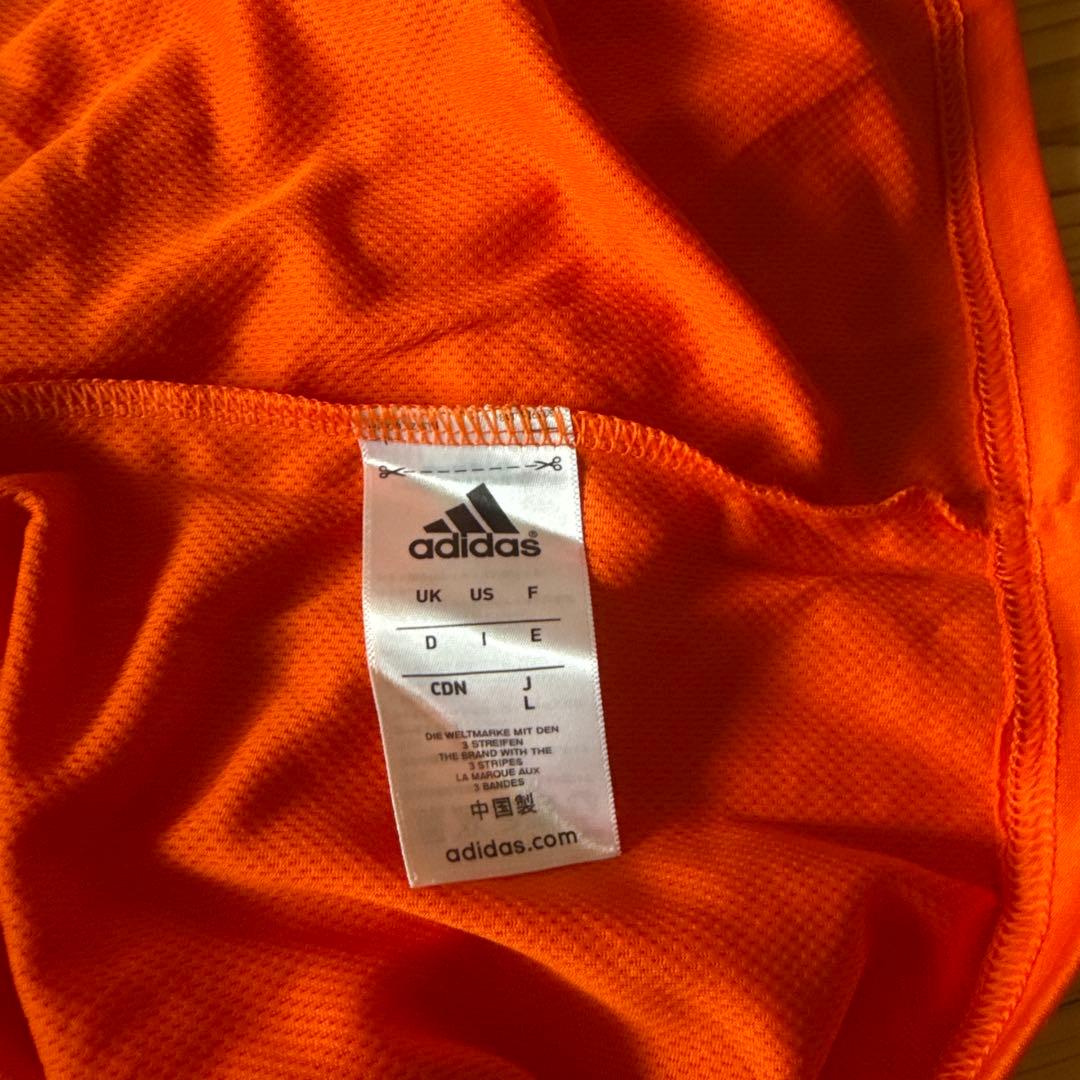 adidas®
UK US F
D I E
CDN J
L
DIE WELTMARKE MIT DEN
3 STREIFEN
THE BRAND WITH THE
3 STRIPES
LA MARQUE AUX
3 BANDES
中国製
adidas.com